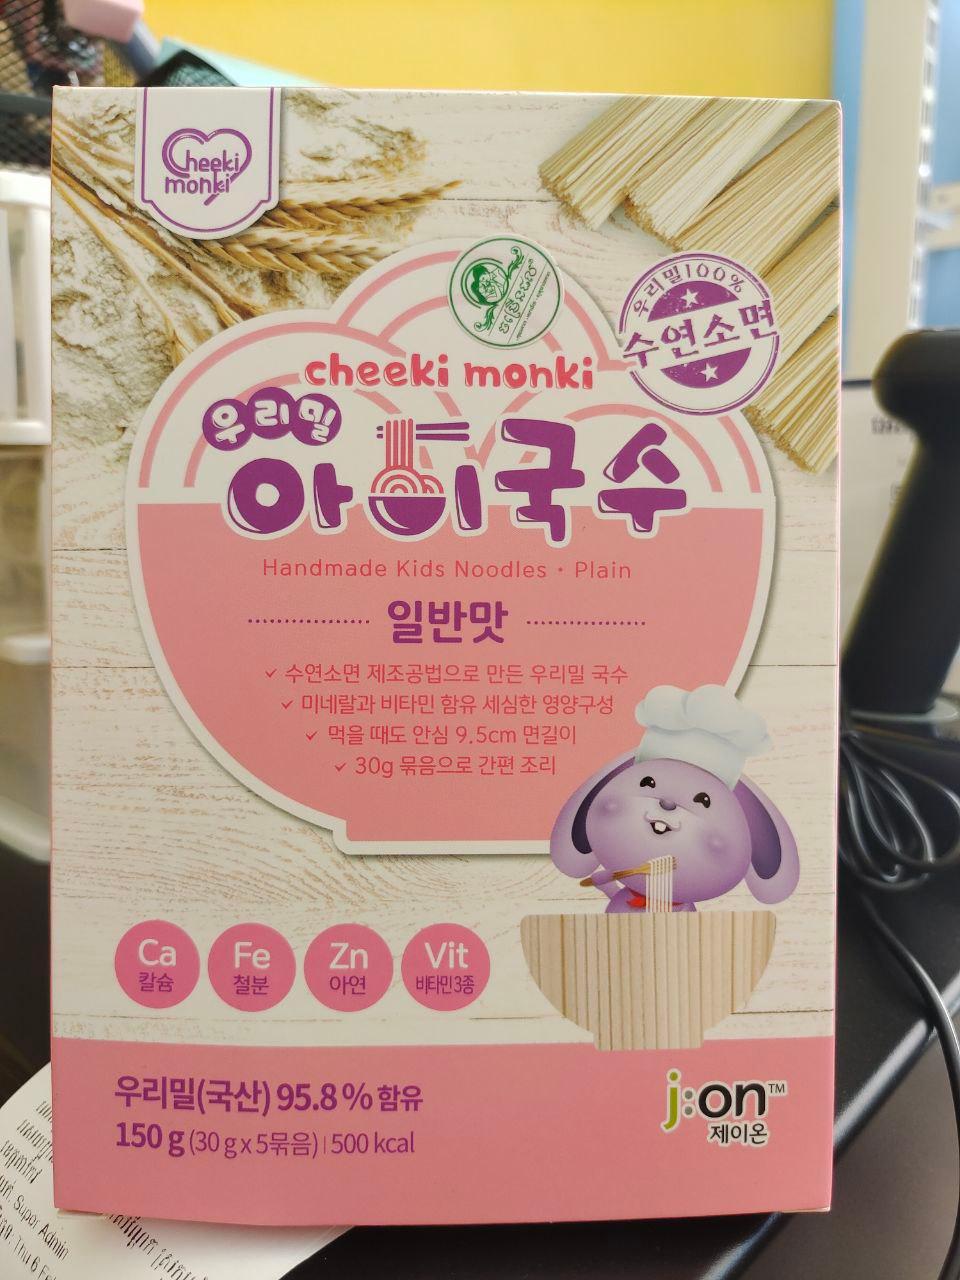 cheeki
monki
우리밀100%
수연소면
cheeki monki
우리밀
아이국수
Handmade Kids Noodles • Plain
일반맛
✓ 수연소면 제조공법으로 만든 우리밀 국수
✓ 미네랄과 비타민 함유 세심한 영양구성
✓ 먹을 때도 안심 9.5cm 면길이
✓ 30g 묶음으로 간편 조리
Ca
칼슘
Fe
철분
Zn
아연
Vit
비타민3종
우리밀(국산) 95.8% 함유
150 g (30 g x 5묶음) | 500 kcal
j:on™
제이온
Super Admin
Thu 6